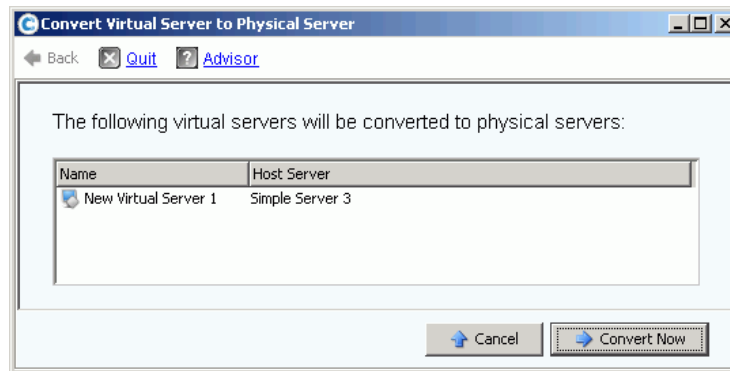 Convert Virtual Server to Physical Server
Back Quit Advisor
The following virtual servers will be converted to physical servers:
Name Host Server
New Virtual Server 1 Simple Server 3
Cancel Convert Now